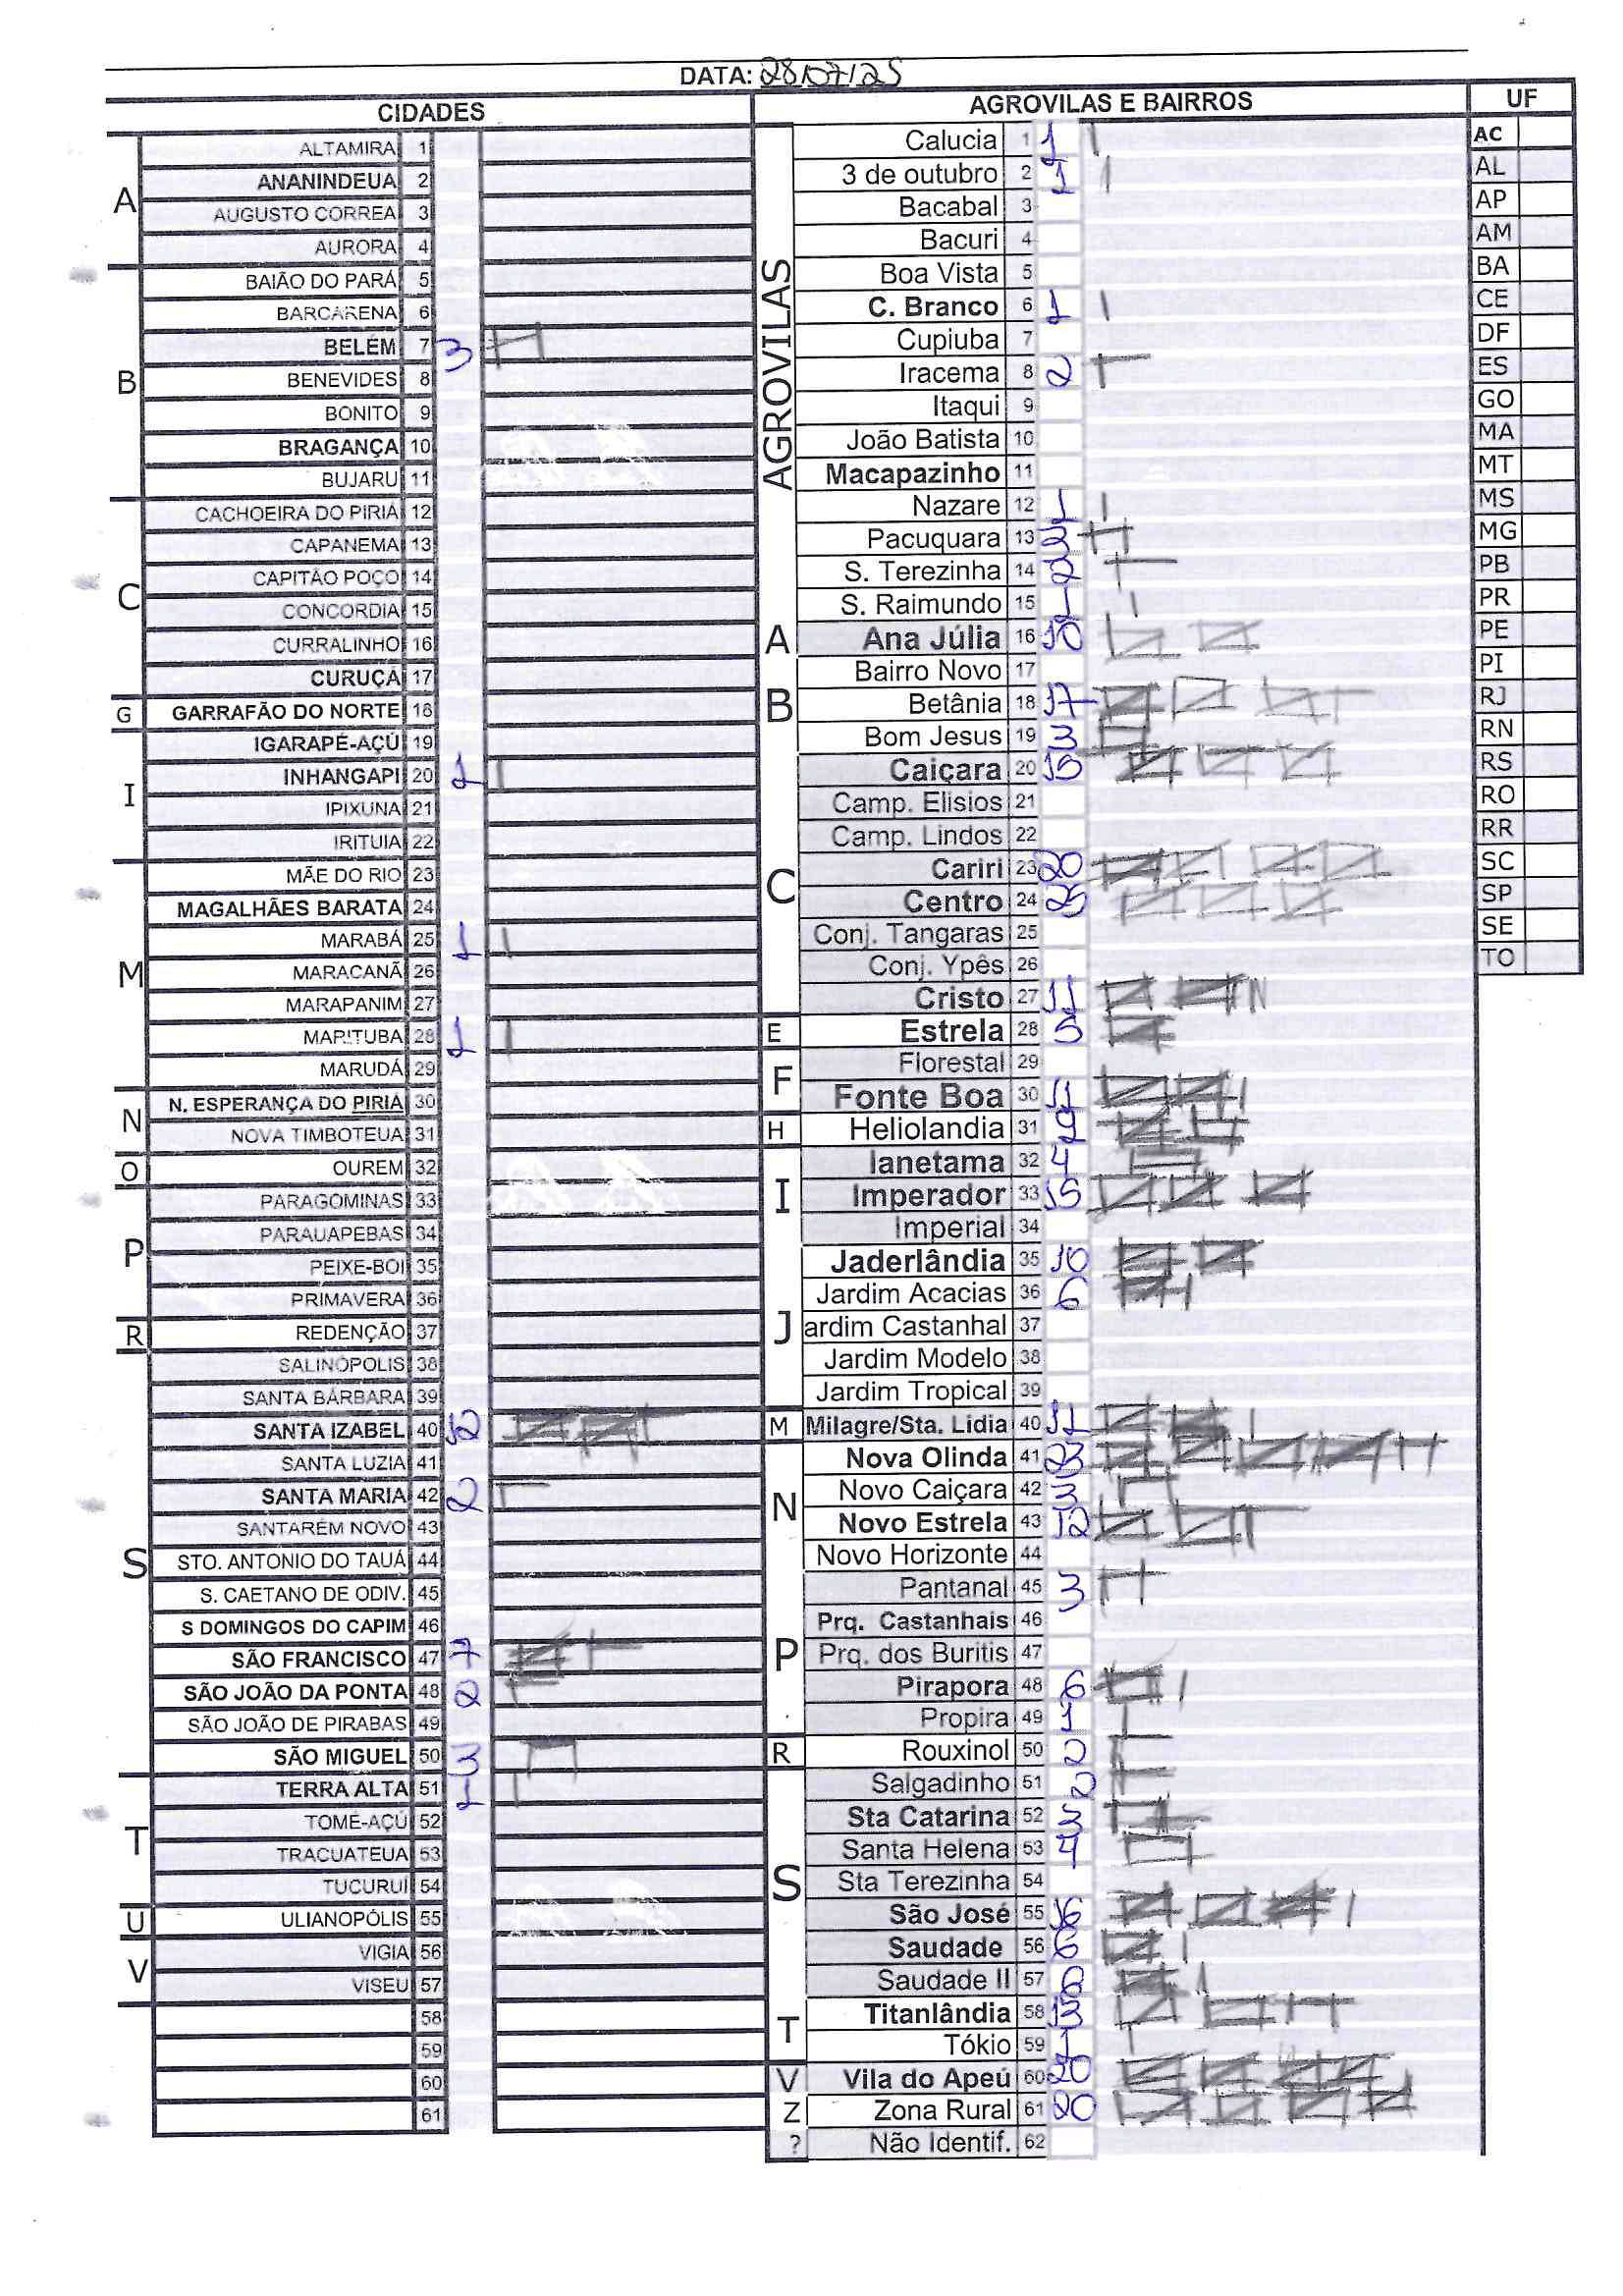 DATA: 28/07/25
CIDADES
A
ALTAMIRA 1
ANANINDEUA 2
AUGUSTO CORREA 3
AURORA 4
B
BAIÃO DO PARÁ 5
BARCARENA 6
BELÉM 7 3
BENEVIDES 8
BONITO 9
BRAGANÇA 10
BUJARU 11
C
CACHOEIRA DO PIRIÁ 12
CAPANEMA 13
CAPITÃO POÇO 14
CONCORDIA 15
CURRALINHO 16
CURUÇÁ 17
G
GARRAFÃO DO NORTE 18
I
IGARAPÉ-AÇÚ 19
INHANGAPI 20 1
IPIXUNA 21
IRITUIA 22
M
MÃE DO RIO 23
MAGALHÃES BARATA 24
MARABÁ 25 1
MARACANÃ 26
MARAPANIM 27
MARITUBA 28 1
MARUDÁ 29
N
N. ESPERANÇA DO PIRIA 30
NOVA TIMBOTEUA 31
O
OUREM 32
P
PARAGOMINAS 33
PARAUAPEBAS 34
PEIXE-BOI 35
PRIMAVERA 36
R
REDENÇÃO 37
S
SALINÓPOLIS 38
SANTA BÁRBARA 39
SANTA IZABEL 40 12
SANTA LUZIA 41
SANTA MARIA 42 2
SANTARÉM NOVO 43
STO. ANTONIO DO TAUÁ 44
S. CAETANO DE ODIV. 45
S DOMINGOS DO CAPIM 46
SÃO FRANCISCO 47 7
SÃO JOÃO DA PONTA 48 2
SÃO JOÃO DE PIRABAS 49
SÃO MIGUEL 50 3
T
TERRA ALTA 51 1
TOMÉ-AÇÚ 52
TRACUATEUA 53
TUCURUI 54
U
ULIANOPÓLIS 55
V
VIGIA 56
VISEU 57
58
59
60
61
AGROVILAS E BAIRROS
AGROVILAS
Calucia 1 1
3 de outubro 2 1
Bacabal 3
Bacuri 4
Boa Vista 5
C. Branco 6 1
Cupiuba 7
Iracema 8 2
Itaqui 9
João Batista 10
Macapazinho 11
Nazare 12 1
Pacuquara 13 3
S. Terezinha 14 2
S. Raimundo 15 1
A
Ana Júlia 16 10
B
Bairro Novo 17
Betânia 18 17
Bom Jesus 19 3
C
Caiçara 20 15
Camp. Elisios 21
Camp. Lindos 22
Cariri 23 20
Centro 24 25
Conj. Tangaras 25
Conj. Ypês 26
Cristo 27 11
E
Estrela 28 5
F
Florestal 29
Fonte Boa 30 11
H
Heliolandia 31 9
I
Ianetama 32 4
Imperador 33 15
Imperial 34
J
Jaderlândia 35 10
Jardim Acacias 36 6
ardim Castanhal 37
Jardim Modelo 38
Jardim Tropical 39
M
Milagre/Sta. Lidia 40 11
N
Nova Olinda 41 23
Novo Caiçara 42 3
Novo Estrela 43 12
Novo Horizonte 44
P
Pantanal 45 3
Prq. Castanhais 46
Prq. dos Buritis 47
Pirapora 48 6
Propira 49 1
R
Rouxinol 50 2
S
Salgadinho 51 2
Sta Catarina 52 3
Santa Helena 53 4
Sta Terezinha 54
São José 55 16
Saudade 56 6
Saudade II 57 6
T
Titanlândia 58 13
Tókio 59 1
V
Vila do Apeú 60 20
Z
Zona Rural 61 20
?
Não Identif. 62
UF
AC
AL
AP
AM
BA
CE
DF
ES
GO
MA
MT
MS
MG
PB
PR
PE
PI
RJ
RN
RS
RO
RR
SC
SP
SE
TO